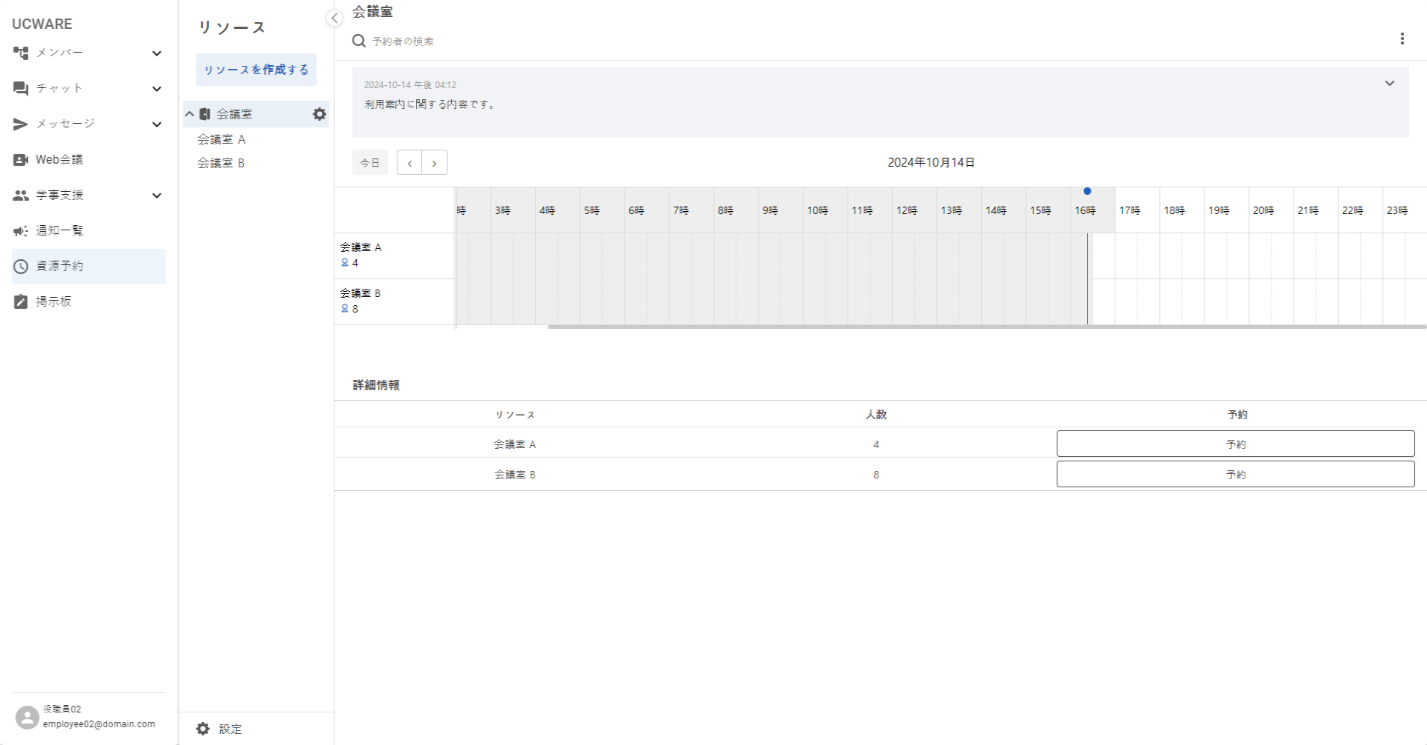 UCWARE
メンバー
チャット
メッセージ
Web会議
学事支援
通知一覧
資源予約
掲示板
役職員02
employee02@domain.com
リソース
リソースを作成する
会議室
会議室 A
会議室 B
設定
会議室
予約者の検索
2024-10-14 午後 04:12
利用案内に関する内容です。
今日
2024年10月14日
時 3時 4時 5時 6時 7時 8時 9時 10時 11時 12時 13時 14時 15時 16時 17時 18時 19時 20時 21時 22時 23時
会議室 A
4
会議室 B
8
詳細情報
リソース 人数 予約
会議室 A 4 予約
会議室 B 8 予約